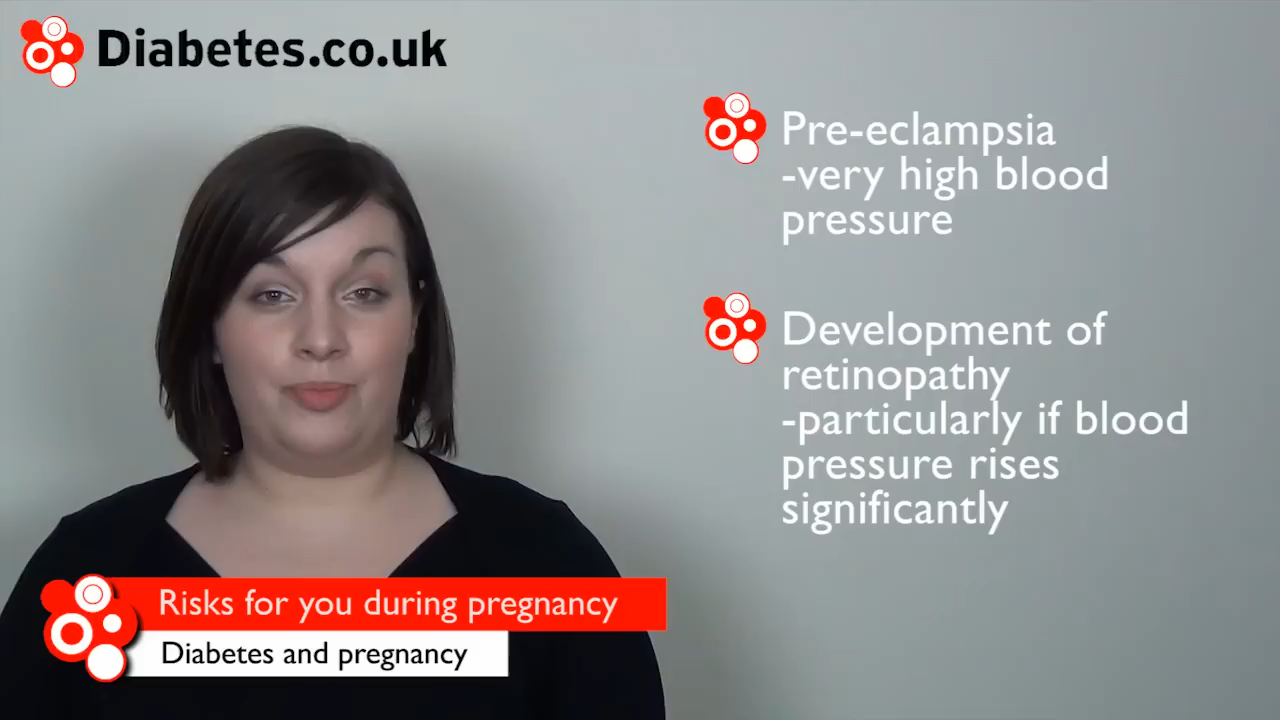 Diabetes.co.uk
Pre-eclampsia
-very high blood
pressure
Development of
retinopathy
-particularly if blood
pressure rises
significantly
Risks for you during pregnancy
Diabetes and pregnancy